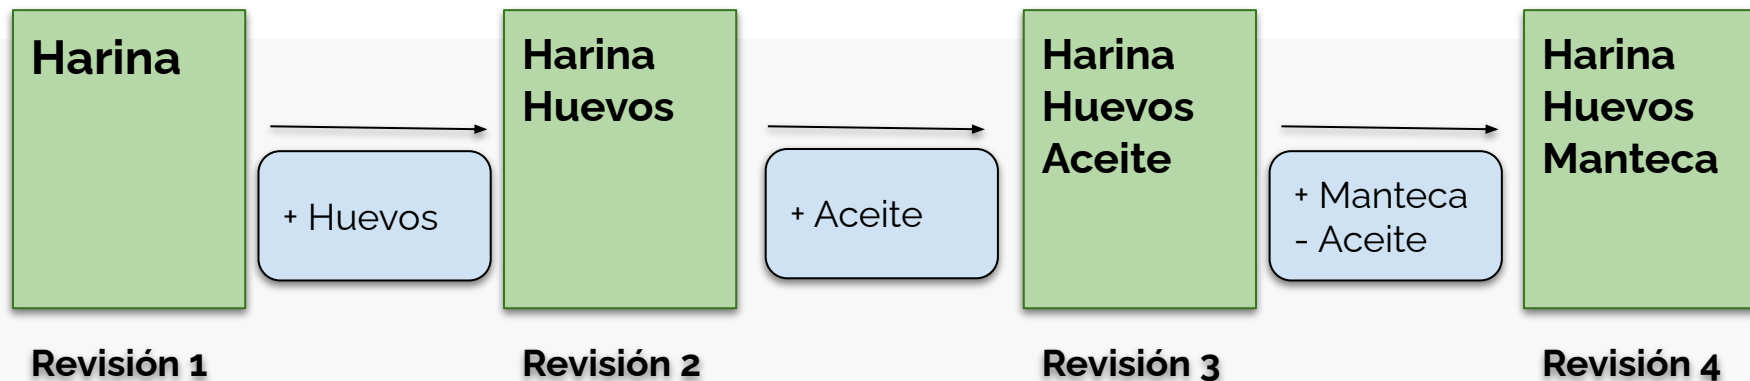 Harina
+ Huevos
Harina
Huevos
+ Aceite
Harina
Huevos
Aceite
+ Manteca
- Aceite
Harina
Huevos
Manteca
Revisión 1
Revisión 2
Revisión 3
Revisión 4